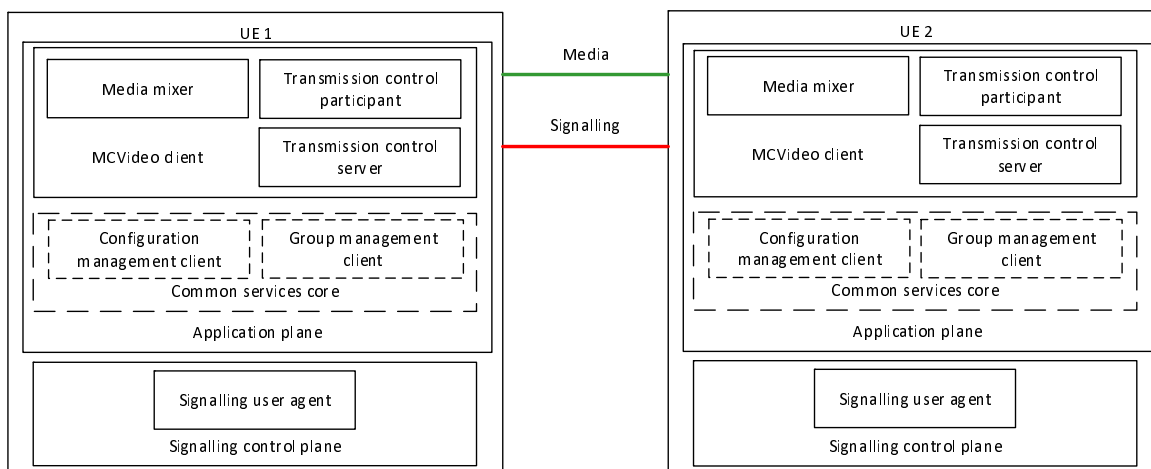 UE 1
Media mixer
Transmission control
participant
MCVideo client
Transmission control
server
Configuration
management client
Group management
client
Common services core
Application plane
Signalling user agent
Signalling control plane
Media
Signalling
UE 2
Media mixer
Transmission control
participant
MCVideo client
Transmission control
server
Configuration
management client
Group management
client
Common services core
Application plane
Signalling user agent
Signalling control plane